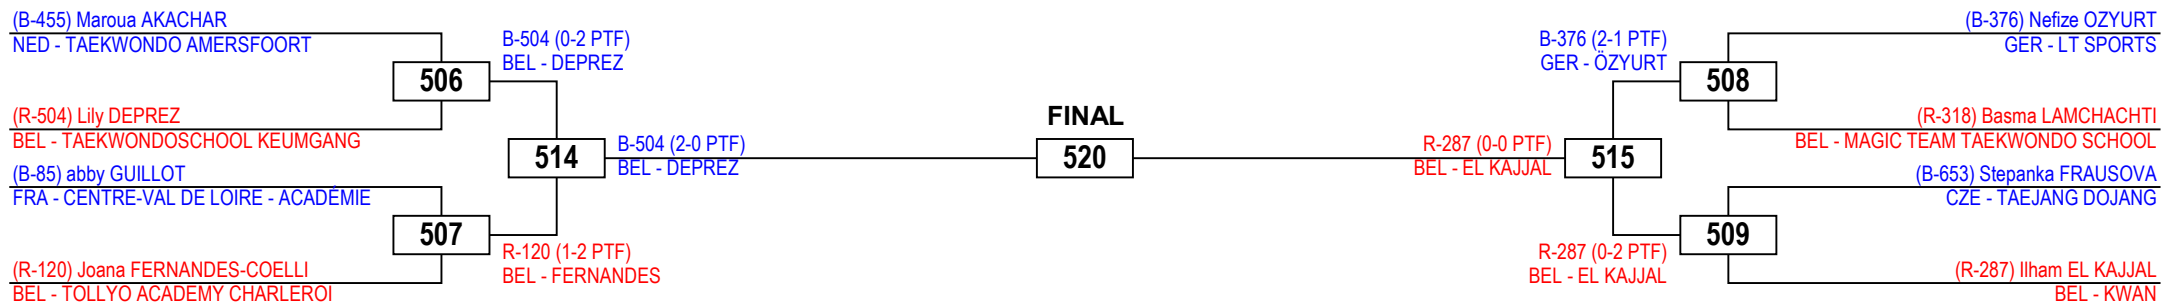 (B-455) Maroua AKACHAR
NED - TAEKWONDO AMERSFOORT
506
(R-504) Lily DEPREZ
BEL - TAEKWONDOSCHOOL KEUMGANG
B-504 (0-2 PTF)
BEL - DEPREZ
514
(B-85) abby GUILLOT
FRA - CENTRE-VAL DE LOIRE - ACADÉMIE
507
(R-120) Joana FERNANDES-COELLI
BEL - TOLLYO ACADEMY CHARLEROI
R-120 (1-2 PTF)
BEL - FERNANDES
B-504 (2-0 PTF)
BEL - DEPREZ
FINAL
520
R-287 (0-0 PTF)
BEL - EL KAJJAL
515
B-376 (2-1 PTF)
GER - ÖZYURT
(B-376) Nefize OZYURT
GER - LT SPORTS
508
(R-318) Basma LAMCHACHTI
BEL - MAGIC TEAM TAEKWONDO SCHOOL
R-287 (0-2 PTF)
BEL - EL KAJJAL
(B-653) Stepanka FRAUSOVA
CZE - TAEJANG DOJANG
509
(R-287) Ilham EL KAJJAL
BEL - KWAN